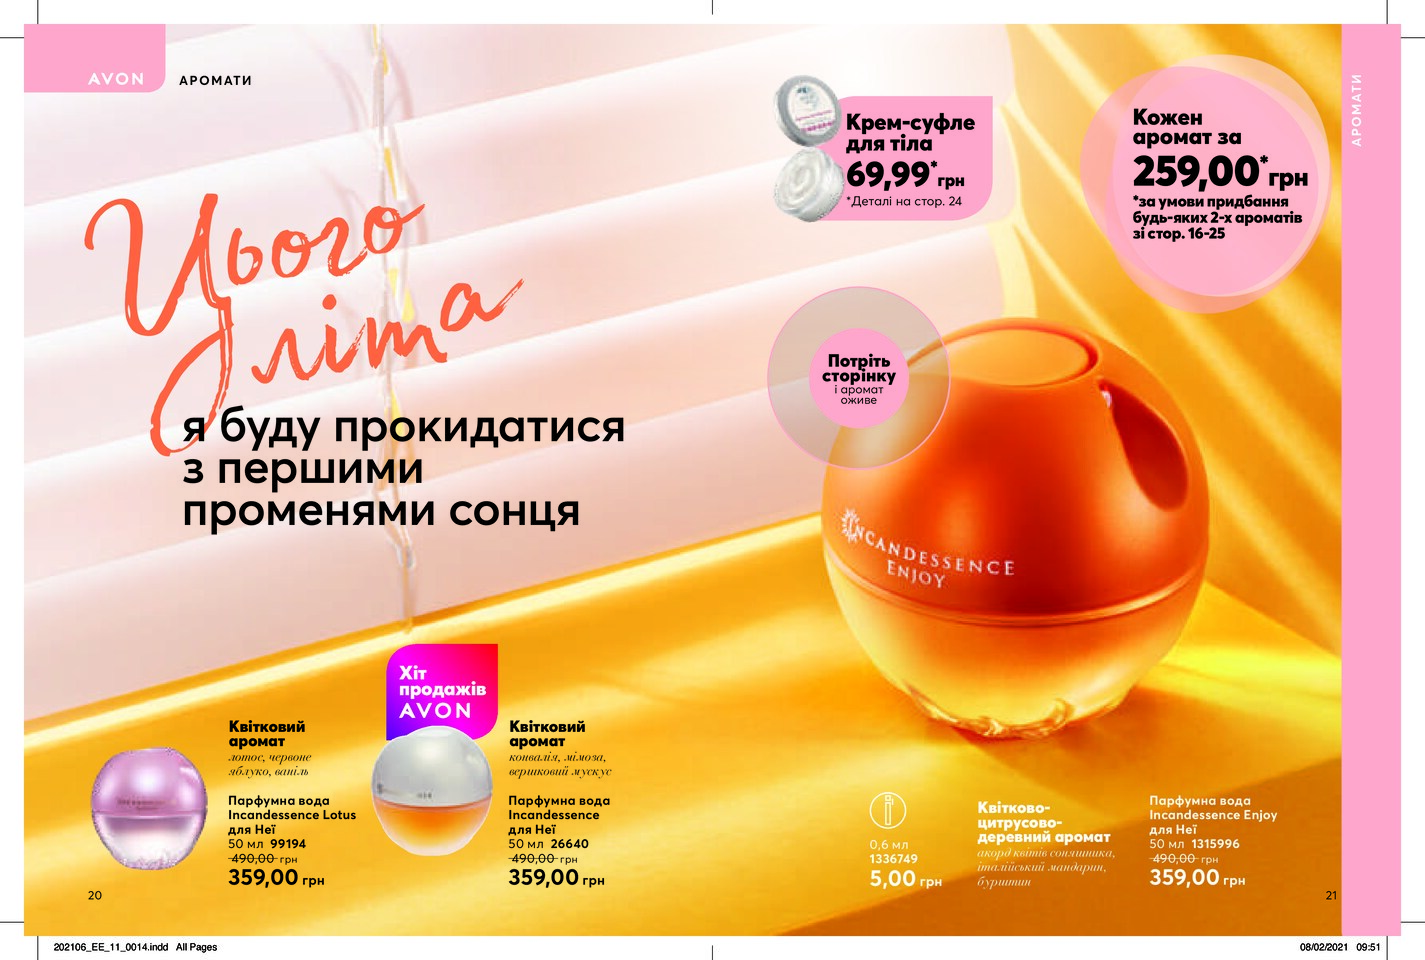 AVON
АРОМАТИ
Цього
літа
я буду прокидатися
з першими
променями сонця
Крем-суфле
для тіла
69,99* грн
*Деталі на стор. 24
Кожен
аромат за
259,00* грн
*за умови придбання
будь-яких 2-х ароматів
зі стор. 16-25
АРОМАТИ
Потріть
сторінку
і аромат
оживе
INCANDESSENCE
ENJOY
Квітковий
аромат
лотос, червоне
яблуко, ваніль
Парфумна вода
Incandessence Lotus
для Неї
50 мл 99194
490,00 грн
359,00 грн
Хіт
продажів
AVON
Квітковий
аромат
конвалія, мімоза,
вершковий мускус
Парфумна вода
Incandessence
для Неї
50 мл 26640
490,00 грн
359,00 грн
0,6 мл
1336749
5,00 грн
Квітково-
цитрусово-
деревний аромат
акорд квітів соняшника,
італійський мандарин,
бурштин
Парфумна вода
Incandessence Enjoy
для Неї
50 мл 1315996
490,00 грн
359,00 грн
20
21
202106_EE_11_0014.indd All Pages
08/02/2021 09:51